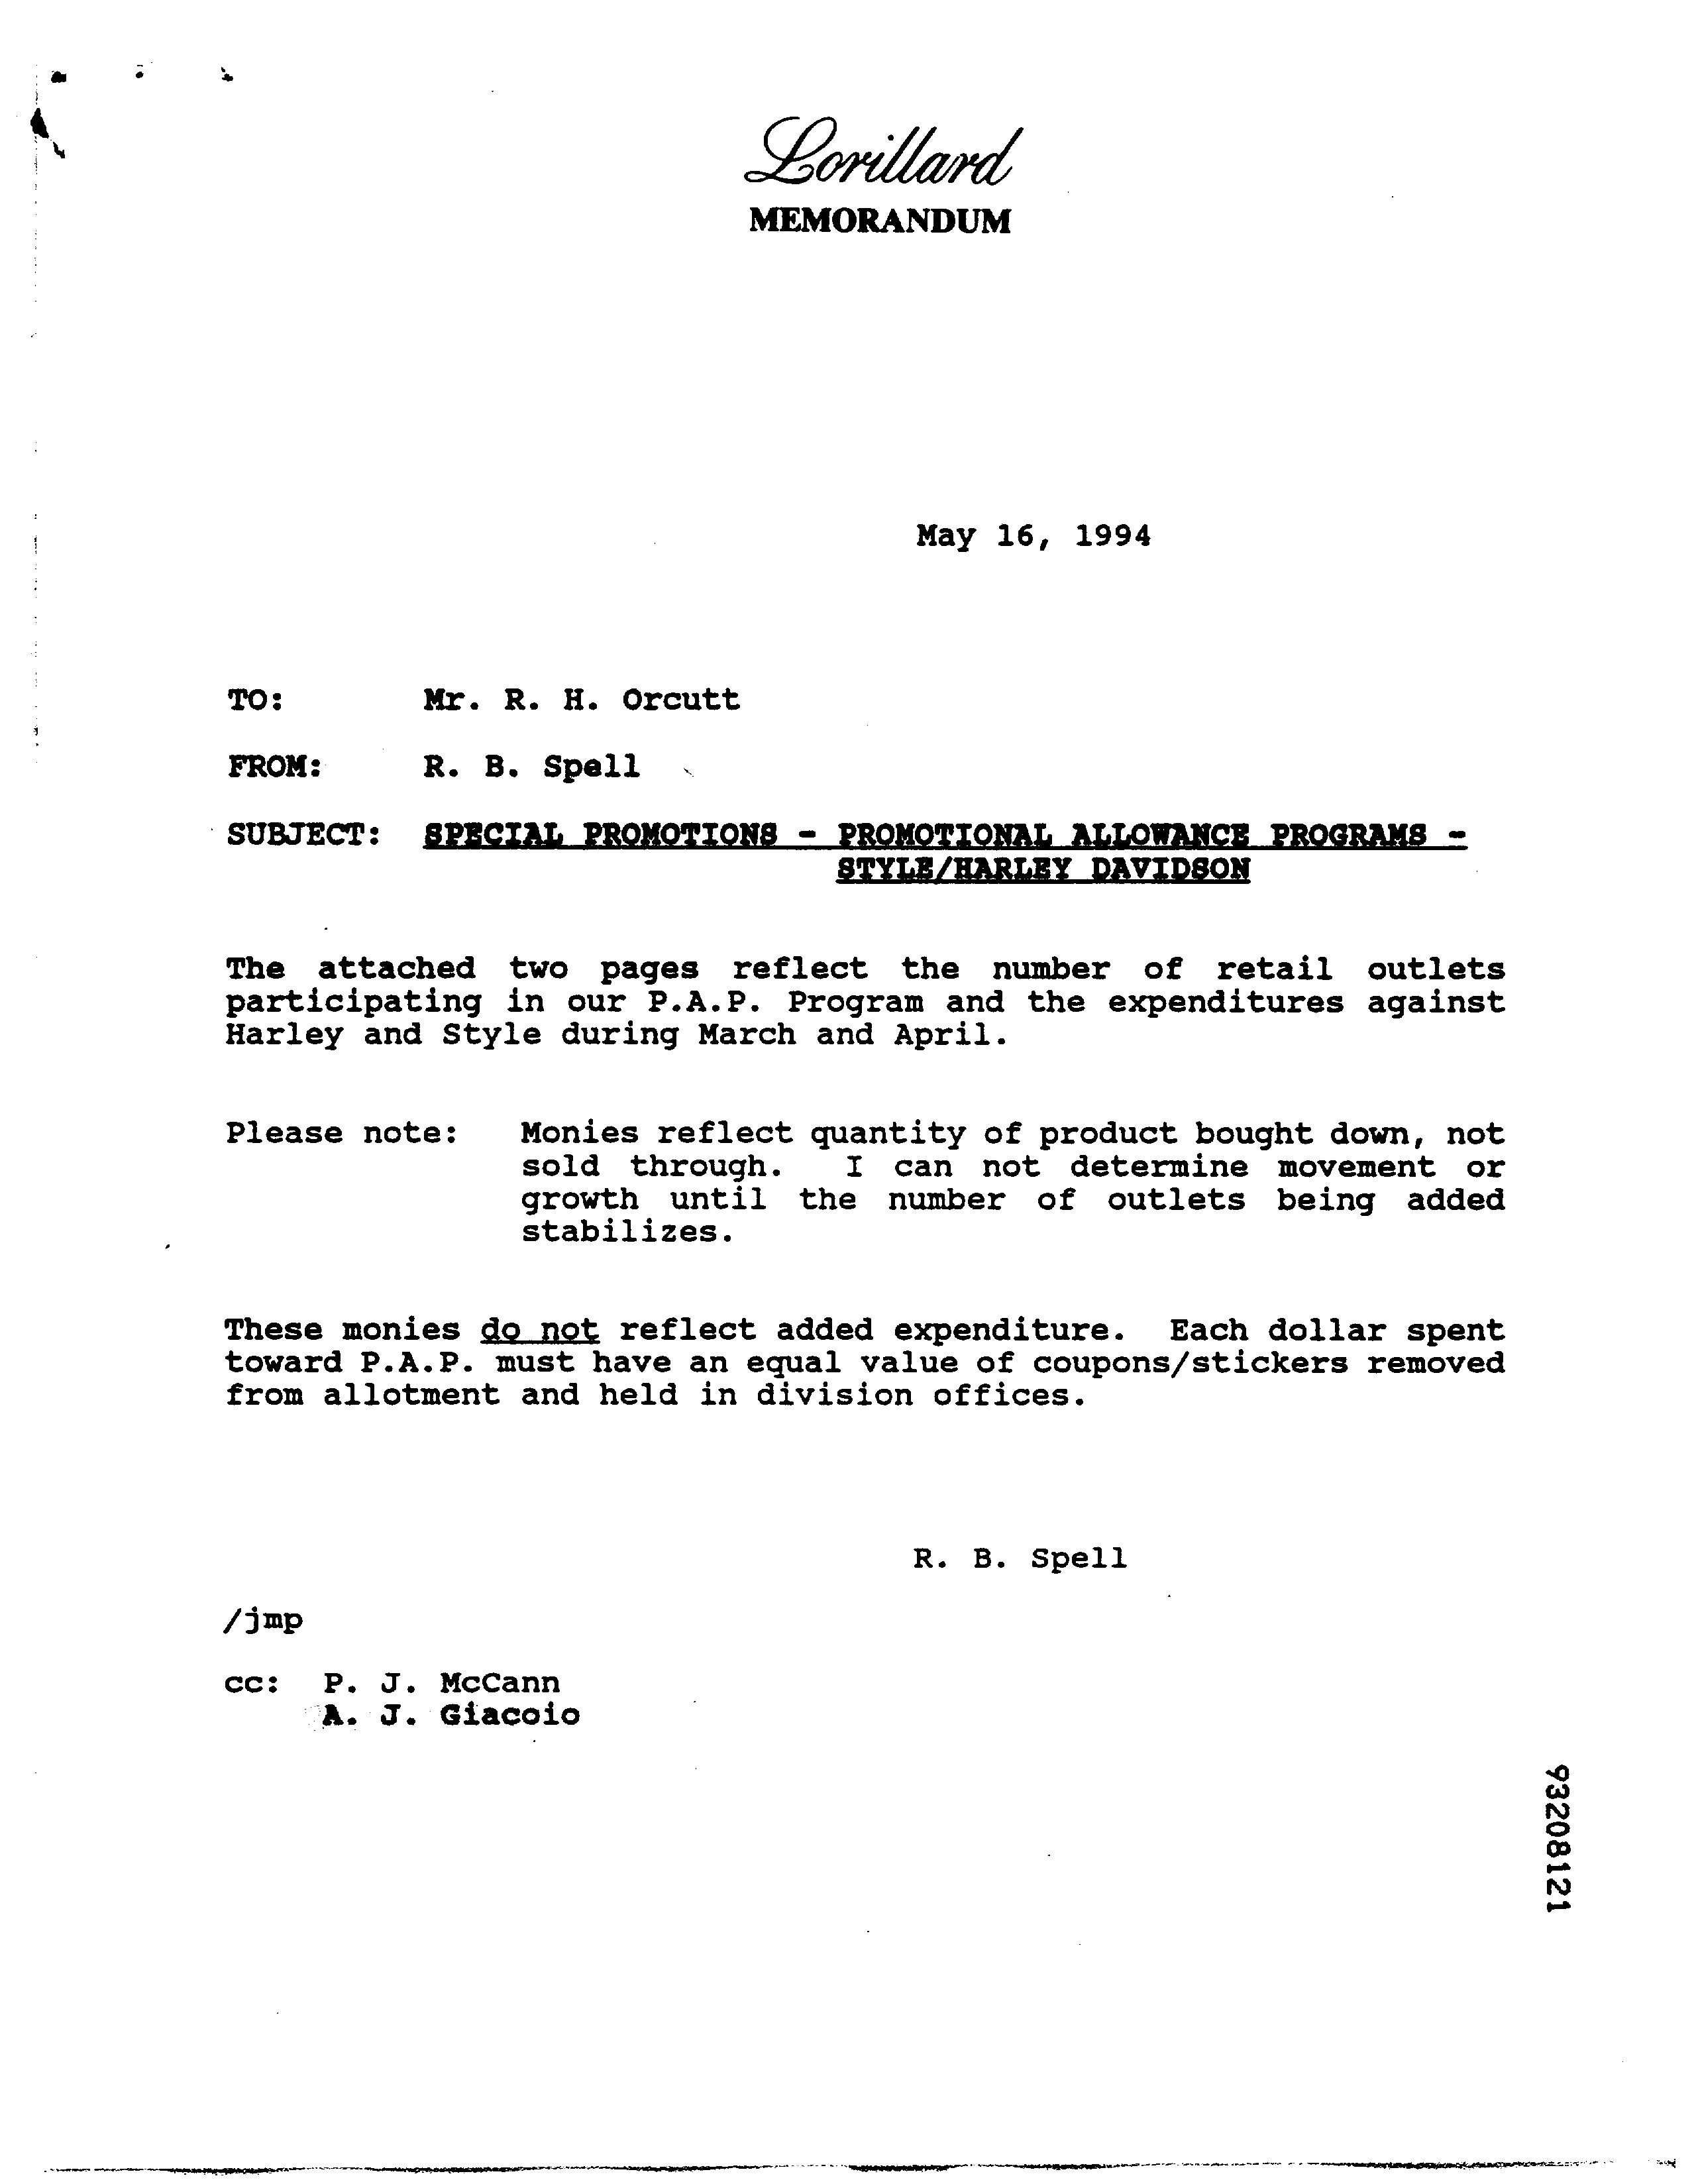 Lorillard
MEMORANDUM
May 16, 1994
TO: Mr. R. H. Orcutt
FROM: R. B. Spell
SUBJECT: SPECIAL PROMOTIONS - PROMOTIONAL ALLOWANCE PROGRAMS -
STYLE/HARLEY DAVIDSON
The attached two pages reflect the number of retail outlets
participating in our P.A.P. Program and the expenditures against
Harley and Style during March and April.
Please note: Monies reflect quantity of product bought down, not
sold through. I can not determine movement or
growth until the number of outlets being added
stabilizes.
These monies do not reflect added expenditure. Each dollar spent
toward P.A.P. must have an equal value of coupons/stickers removed
from allotment and held in division offices.
R. B. Spell
/jmp
cc: P. J. McCann
A. J. Giacoio
93208121